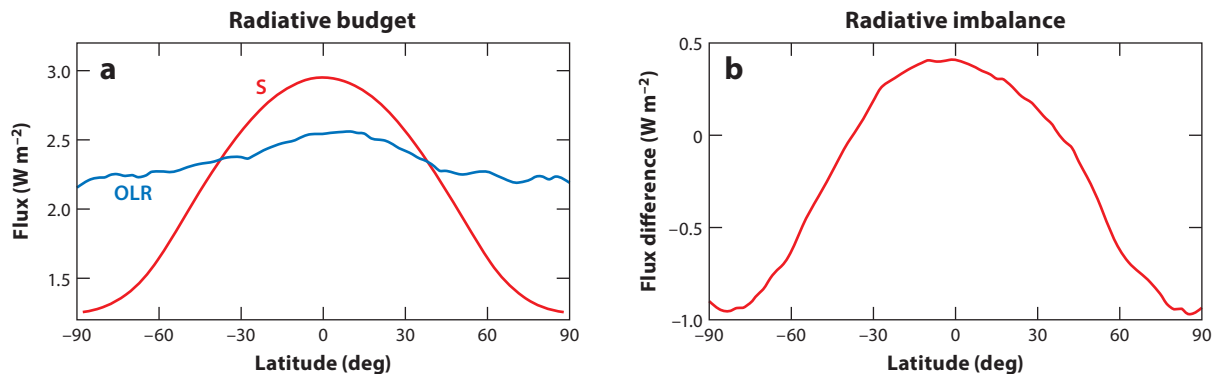 Radiative budget
a
S
OLR
3.0
2.5
2.0
1.5
Flux (W m⁻²)
−90 −60 −30 0 30 60 90
Latitude (deg)
Radiative imbalance
b
0.5
0
−0.5
−1.0
Flux difference (W m⁻²)
−90 −60 −30 0 30 60 90
Latitude (deg)